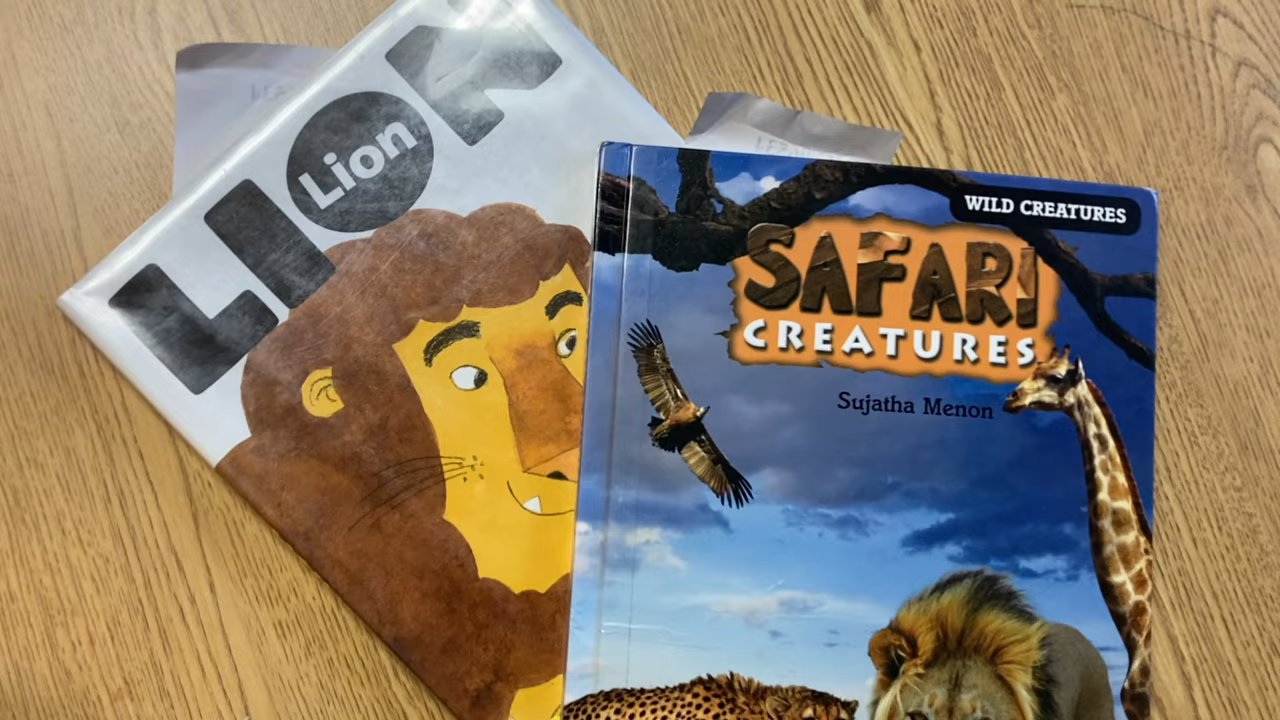 LION
Lion
WILD CREATURES
SAFARI
CREATURES
Sujatha Menon